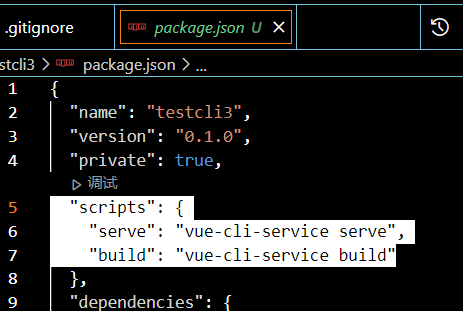 .gitignore
package.json U
stcli3 > package.json > ...
1 {
2 "name": "testcli3",
3 "version": "0.1.0",
4 "private": true,
调试
5 "scripts": {
6 "serve": "vue-cli-service serve",
7 "build": "vue-cli-service build"
8 },
9 "dependencies": {